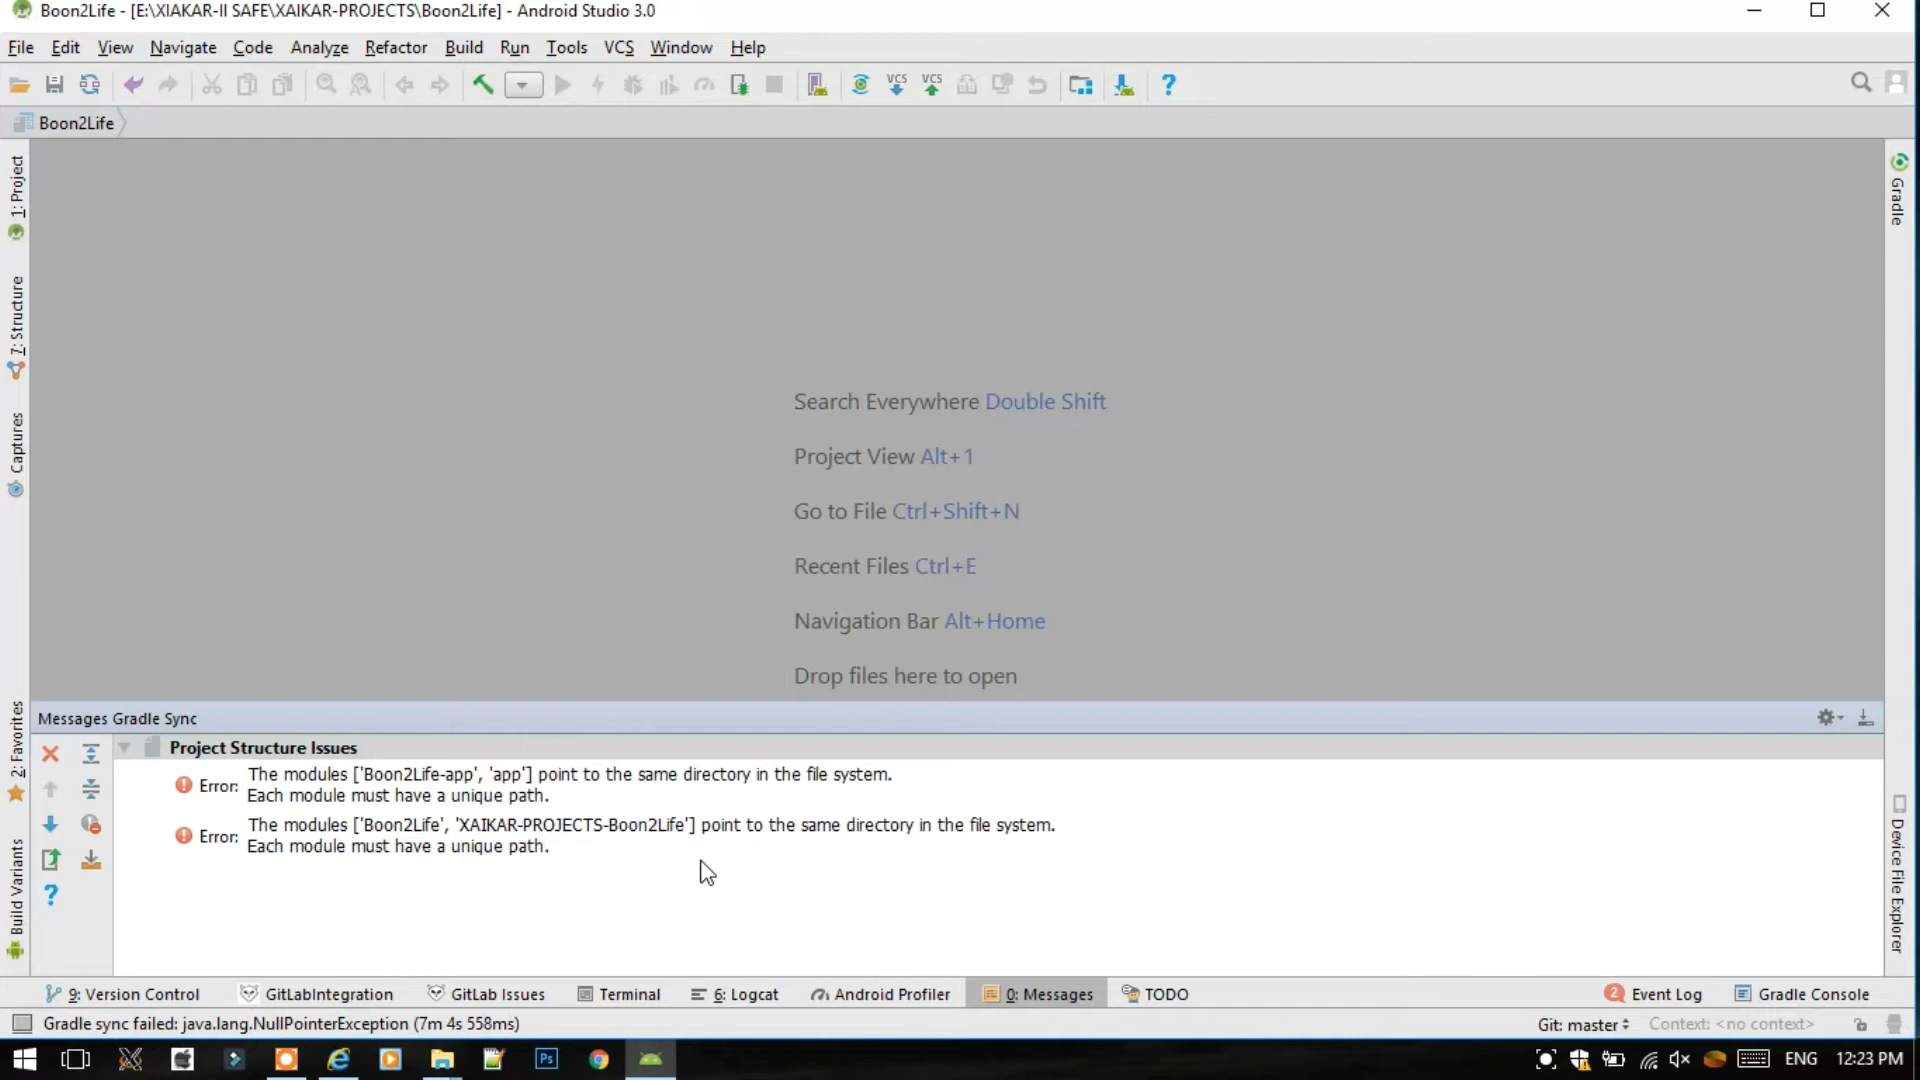 Boon2Life - [E:\XIAKAR-II SAFE\XAIKAR-PROJECTS\Boon2Life] - Android Studio 3.0
File Edit View Navigate Code Analyze Refactor Build Run Tools VCS Window Help
VCS VCS ?
Boon2Life
1: Project
7: Structure
Captures
2: Favorites
Build Variants
Gradle
Device File Explorer
Search Everywhere Double Shift
Project View Alt+1
Go to File Ctrl+Shift+N
Recent Files Ctrl+E
Navigation Bar Alt+Home
Drop files here to open
Messages Gradle Sync
Project Structure Issues
Error: The modules ['Boon2Life-app', 'app'] point to the same directory in the file system.
Each module must have a unique path.
Error: The modules ['Boon2Life', 'XAIKAR-PROJECTS-Boon2Life'] point to the same directory in the file system.
Each module must have a unique path.
?
9: Version Control GitLabIntegration GitLab Issues Terminal 6: Logcat Android Profiler 0: Messages TODO 2 Event Log Gradle Console
Gradle sync failed: java.lang.NullPointerException (7m 4s 558ms) Git: master Context: <no context>
Ps ENG 12:23 PM